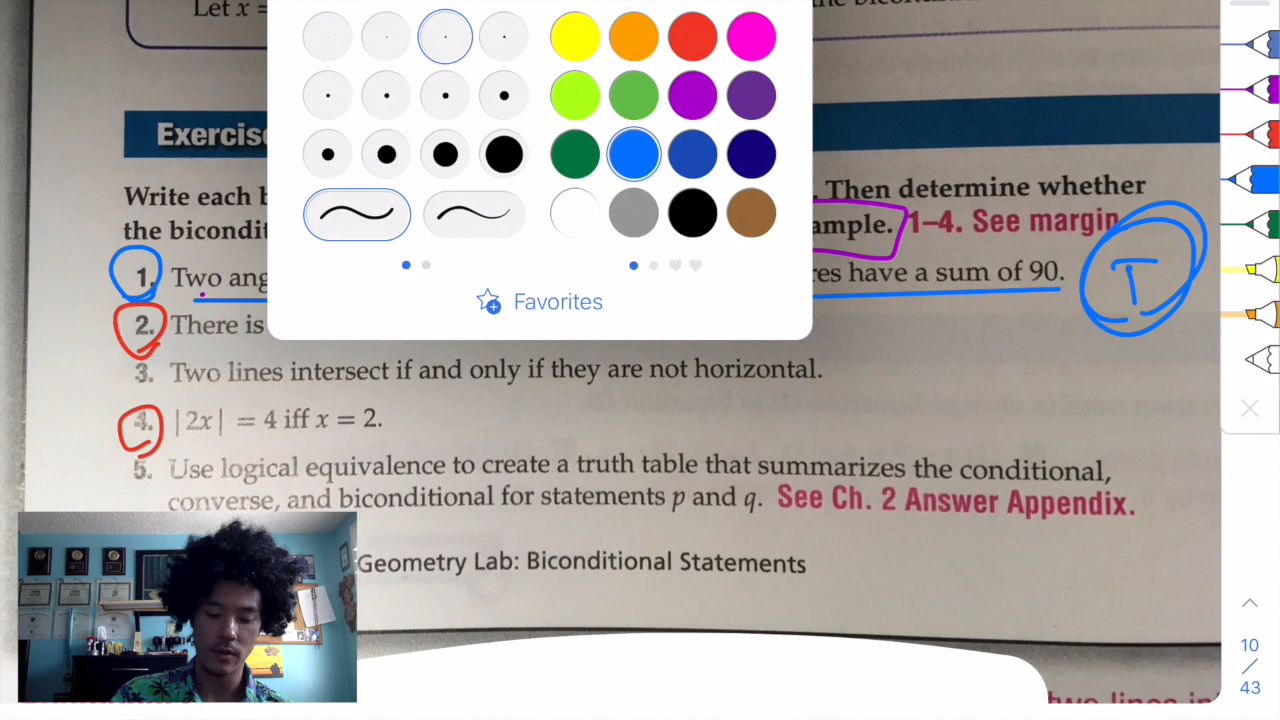 Let x =
Exercis
Write each b
. Then determine whether
the bicondit
ample. 1–4. See margin
1. Two ang
res have a sum of 90.
T
2. There is
3. Two lines intersect if and only if they are not horizontal.
4. |2x| = 4 iff x = 2.
5. Use logical equivalence to create a truth table that summarizes the conditional,
converse, and biconditional for statements p and q. See Ch. 2 Answer Appendix.
Geometry Lab: Biconditional Statements
Favorites
10
/
43
two lines in